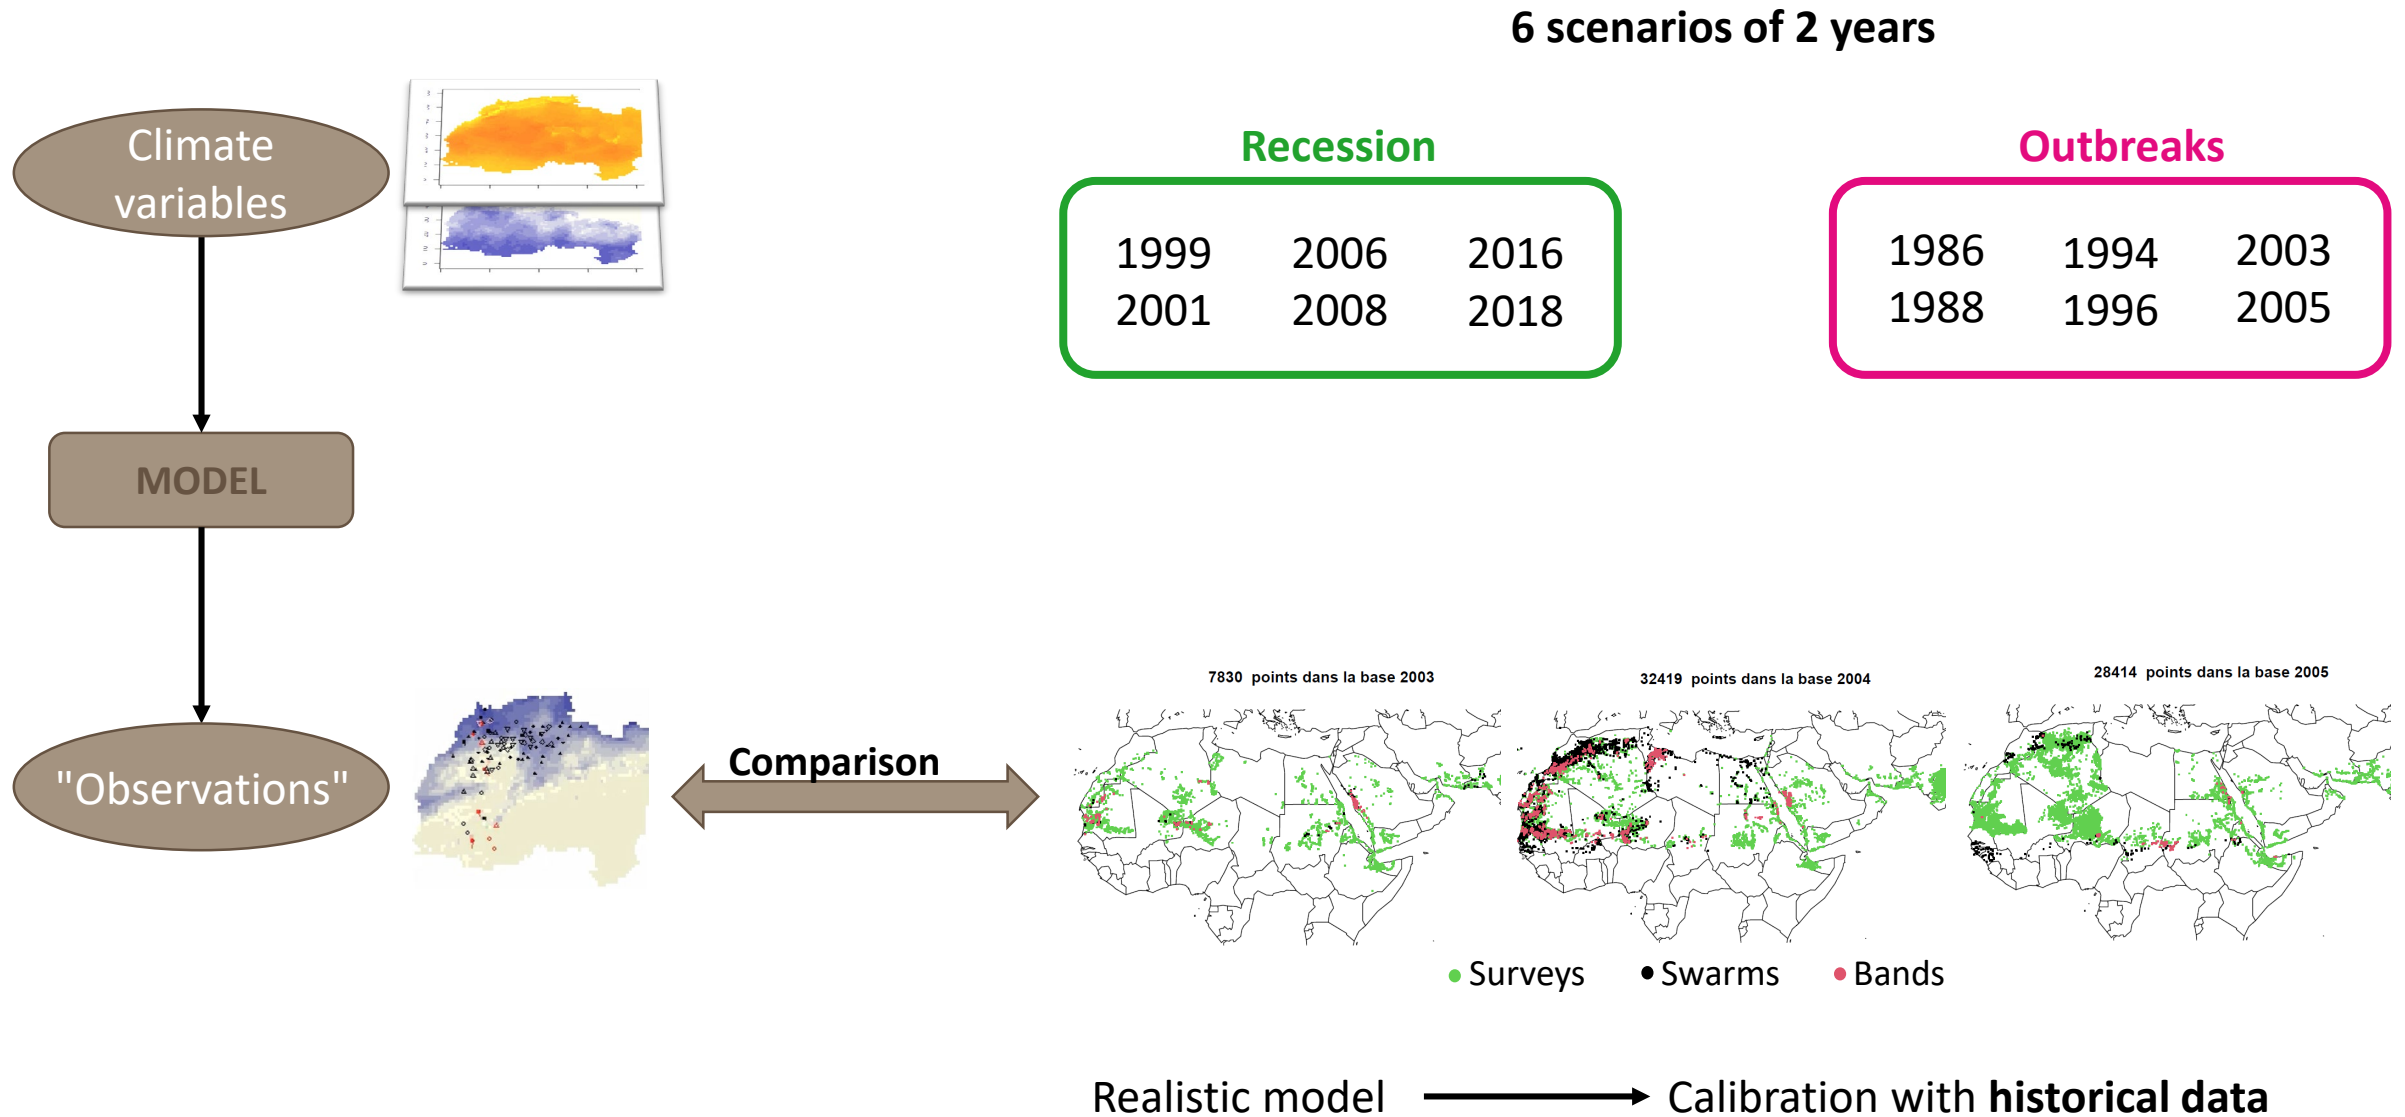 6 scenarios of 2 years
Climate
variables
Recession
Outbreaks
1999 2006 2016
2001 2008 2018
1986 1994 2003
1988 1996 2005
MODEL
"Observations"
Comparison
7830 points dans la base 2003
32419 points dans la base 2004
28414 points dans la base 2005
Surveys
Swarms
Bands
Realistic model
Calibration with historical data